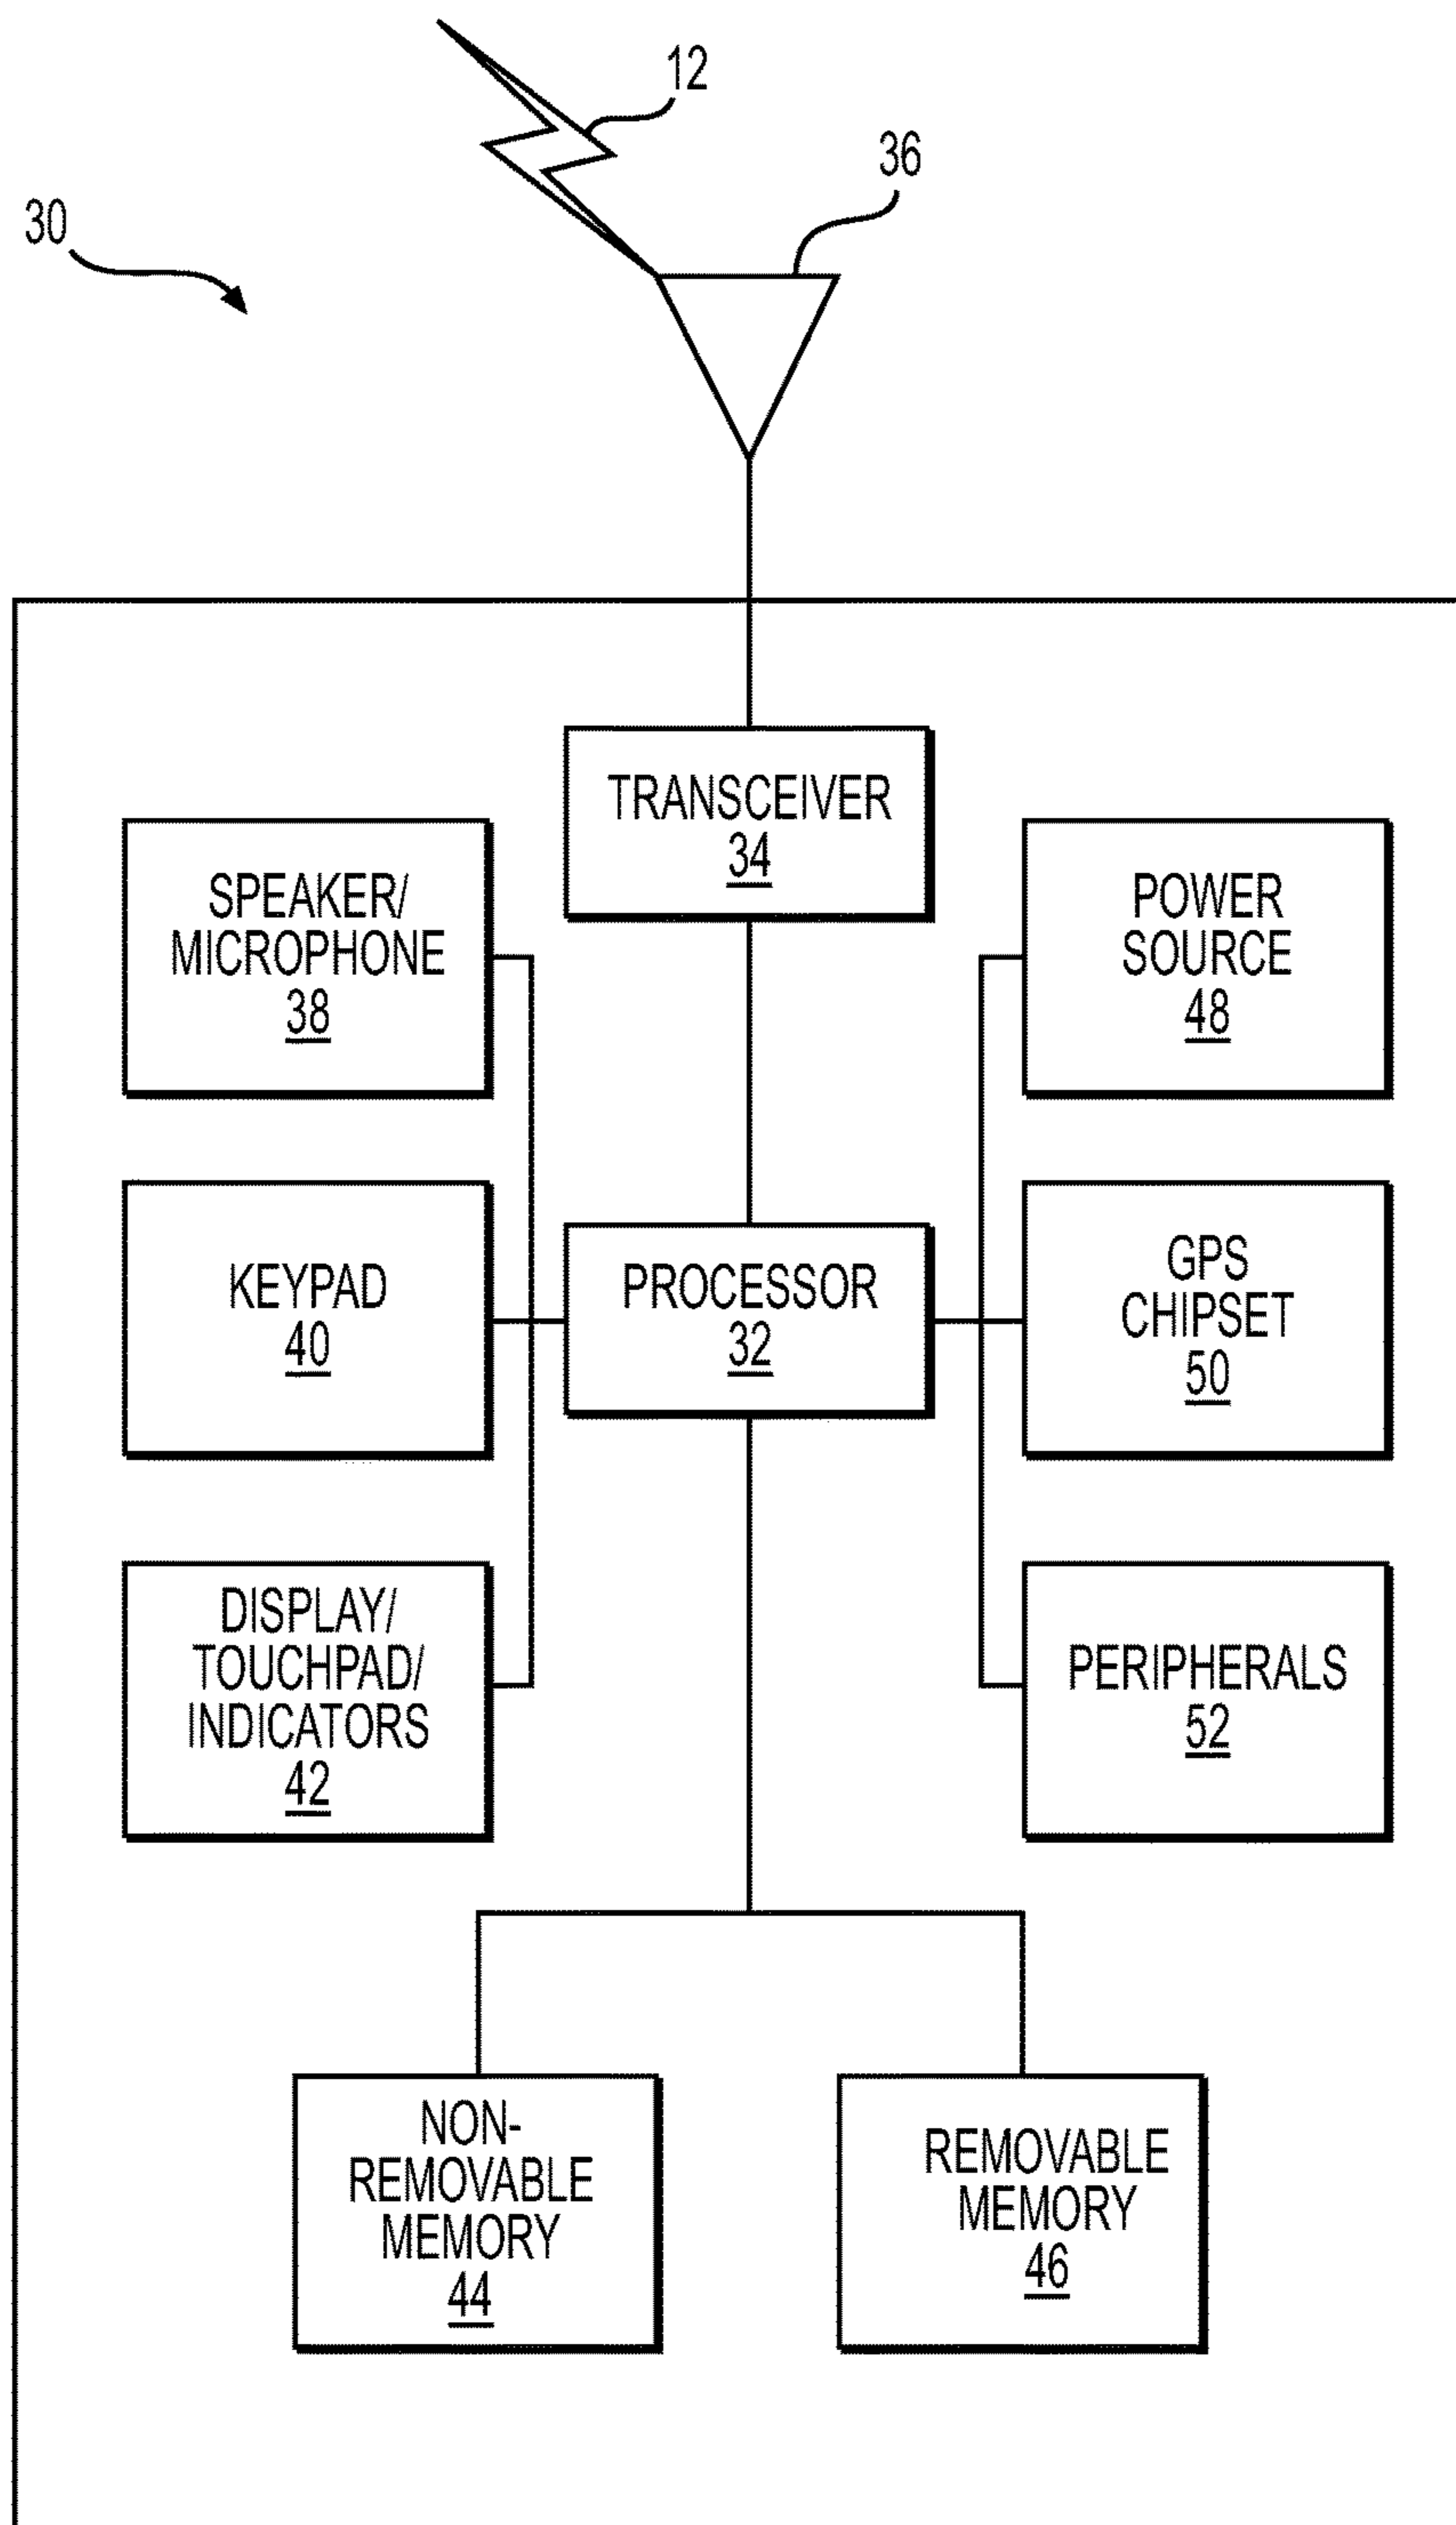 12
36
30
TRANSCEIVER
34
SPEAKER/
MICROPHONE
38
POWER
SOURCE
48
KEYPAD
40
PROCESSOR
32
GPS
CHIPSET
50
DISPLAY/
TOUCHPAD/
INDICATORS
42
PERIPHERALS
52
NON-
REMOVABLE
MEMORY
44
REMOVABLE
MEMORY
46